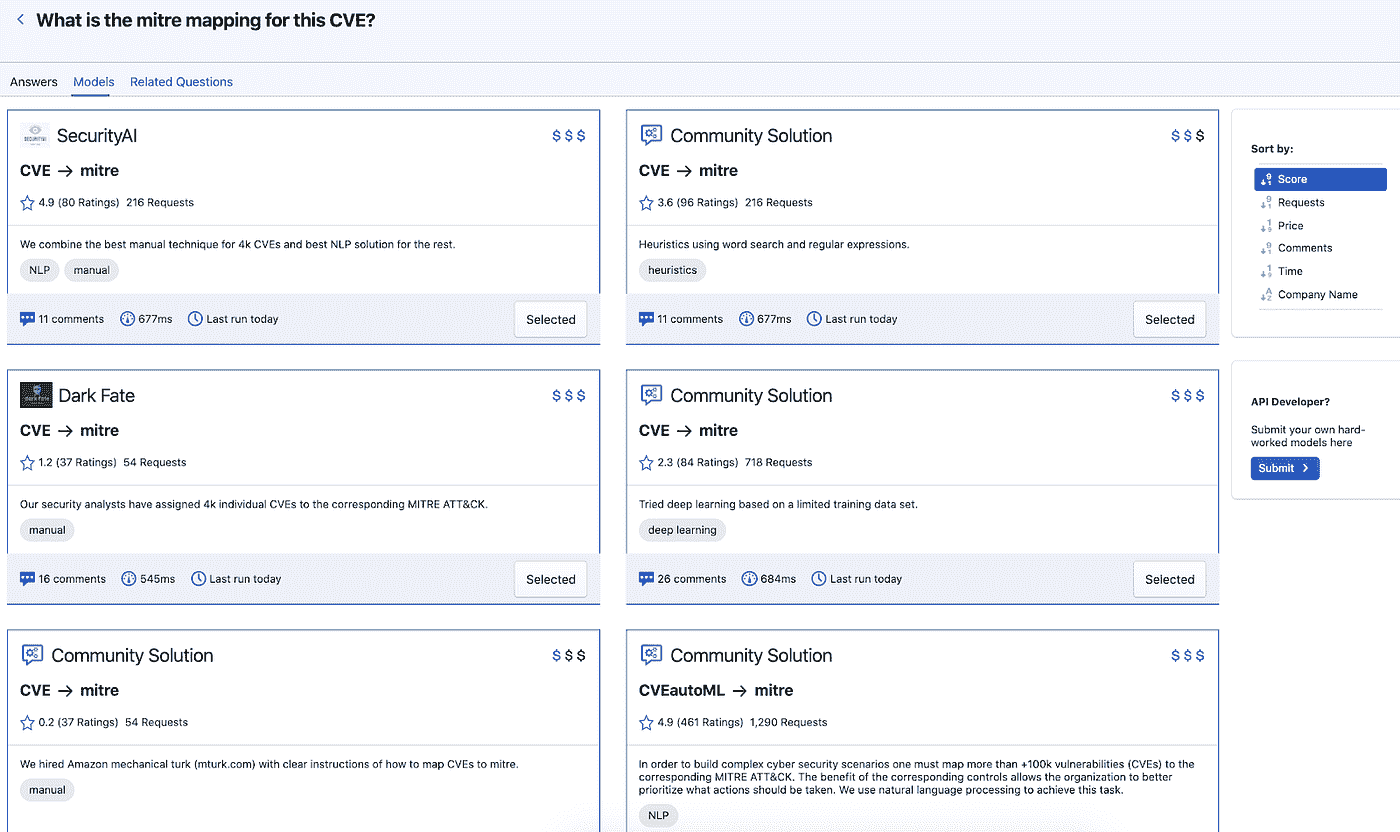 What is the mitre mapping for this CVE?
Answers Models Related Questions
SecurityAI
$ $ $
CVE → mitre
4.9 (80 Ratings) 216 Requests
We combine the best manual technique for 4k CVEs and best NLP solution for the rest.
NLP manual
11 comments 677ms Last run today Selected
Community Solution
$ $ $
CVE → mitre
3.6 (96 Ratings) 216 Requests
Heuristics using word search and regular expressions.
heuristics
11 comments 677ms Last run today Selected
Dark Fate
$ $ $
CVE → mitre
1.2 (37 Ratings) 54 Requests
Our security analysts have assigned 4k individual CVEs to the corresponding MITRE ATT&CK.
manual
16 comments 545ms Last run today Selected
Community Solution
$ $ $
CVE → mitre
2.3 (84 Ratings) 718 Requests
Tried deep learning based on a limited training data set.
deep learning
26 comments 684ms Last run today Selected
Community Solution
$ $ $
CVE → mitre
0.2 (37 Ratings) 54 Requests
We hired Amazon mechanical turk (mturk.com) with clear instructions of how to map CVEs to mitre.
manual
Community Solution
$ $ $
CVEautoML → mitre
4.9 (461 Ratings) 1,290 Requests
In order to build complex cyber security scenarios one must map more than +100k vulnerabilities (CVEs) to the
corresponding MITRE ATT&CK. The benefit of the corresponding controls allows the organization to better
prioritize what actions should be taken. We use natural language processing to achieve this task.
NLP
Sort by:
Score
Requests
Price
Comments
Time
Company Name
API Developer?
Submit your own hard-
worked models here
Submit